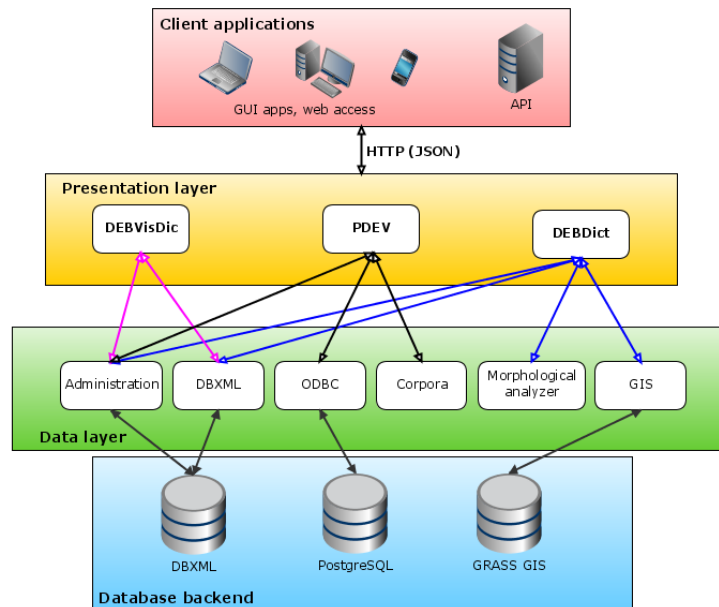 Client applications
GUI apps, web access
API
HTTP (JSON)
Presentation layer
DEBVisDic
PDEV
DEBDict
Administration
DBXML
ODBC
Corpora
Morphological
analyzer
GIS
Data layer
DBXML
PostgreSQL
GRASS GIS
Database backend